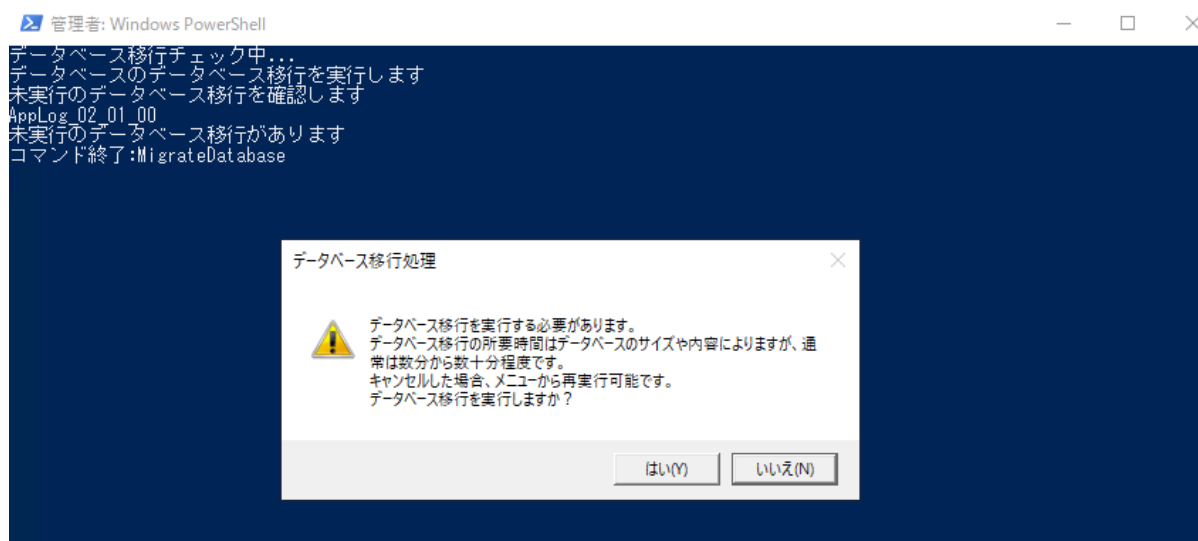 管理者: Windows PowerShell
データベース移行チェック中...
データベースのデータベース移行を実行します
未実行のデータベース移行を確認します
AppLog_02_01_00
未実行のデータベース移行があります
コマンド終了:MigrateDatabase
データベース移行処理
データベース移行を実行する必要があります。
データベース移行の所要時間はデータベースのサイズや内容によりますが、通
常は数分から数十分程度です。
キャンセルした場合、メニューから再実行可能です。
データベース移行を実行しますか？
はい(Y) いいえ(N)